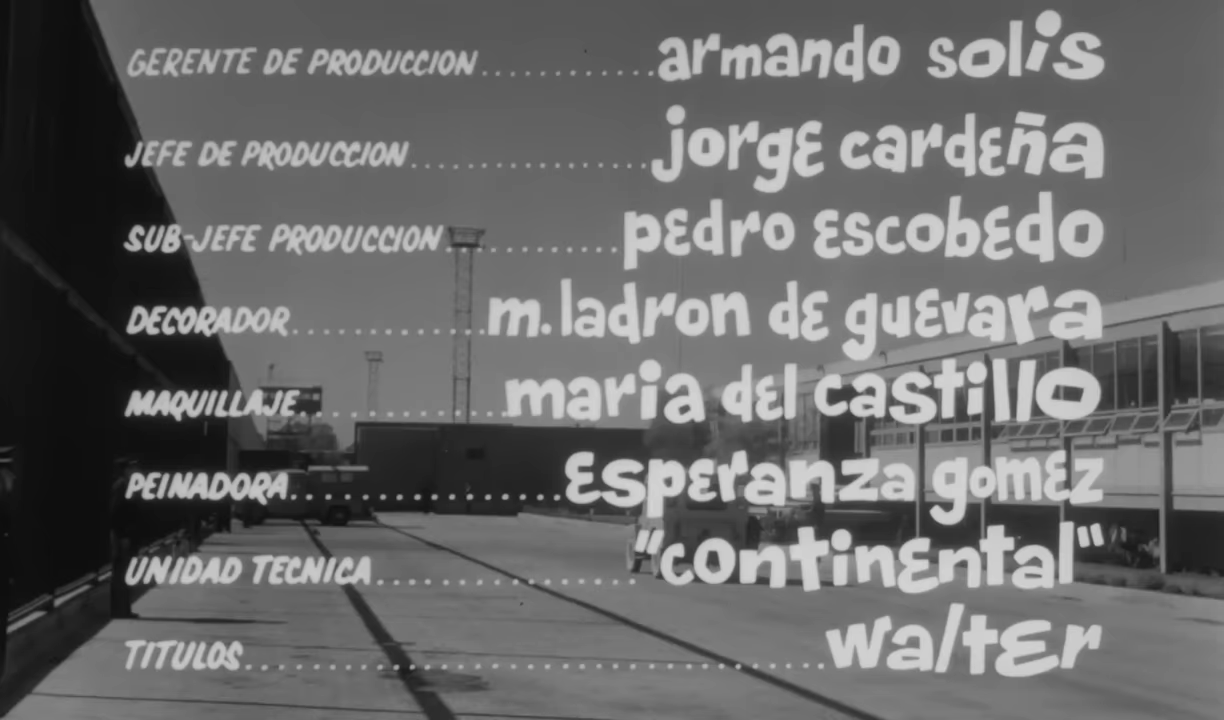 GERENTE DE PRODUCCION.............armando solis
JEFE DE PRODUCCION..................jorge cardeña
SUB-JEFE PRODUCCION.............pedro escobedo
DECORADOR...............m.ladron de guevara
MAQUILLAJE...............maria del castillo
PEINADORA.....................esperanza gomez
UNIDAD TECNICA...................."continental"
TITULOS............................................walter